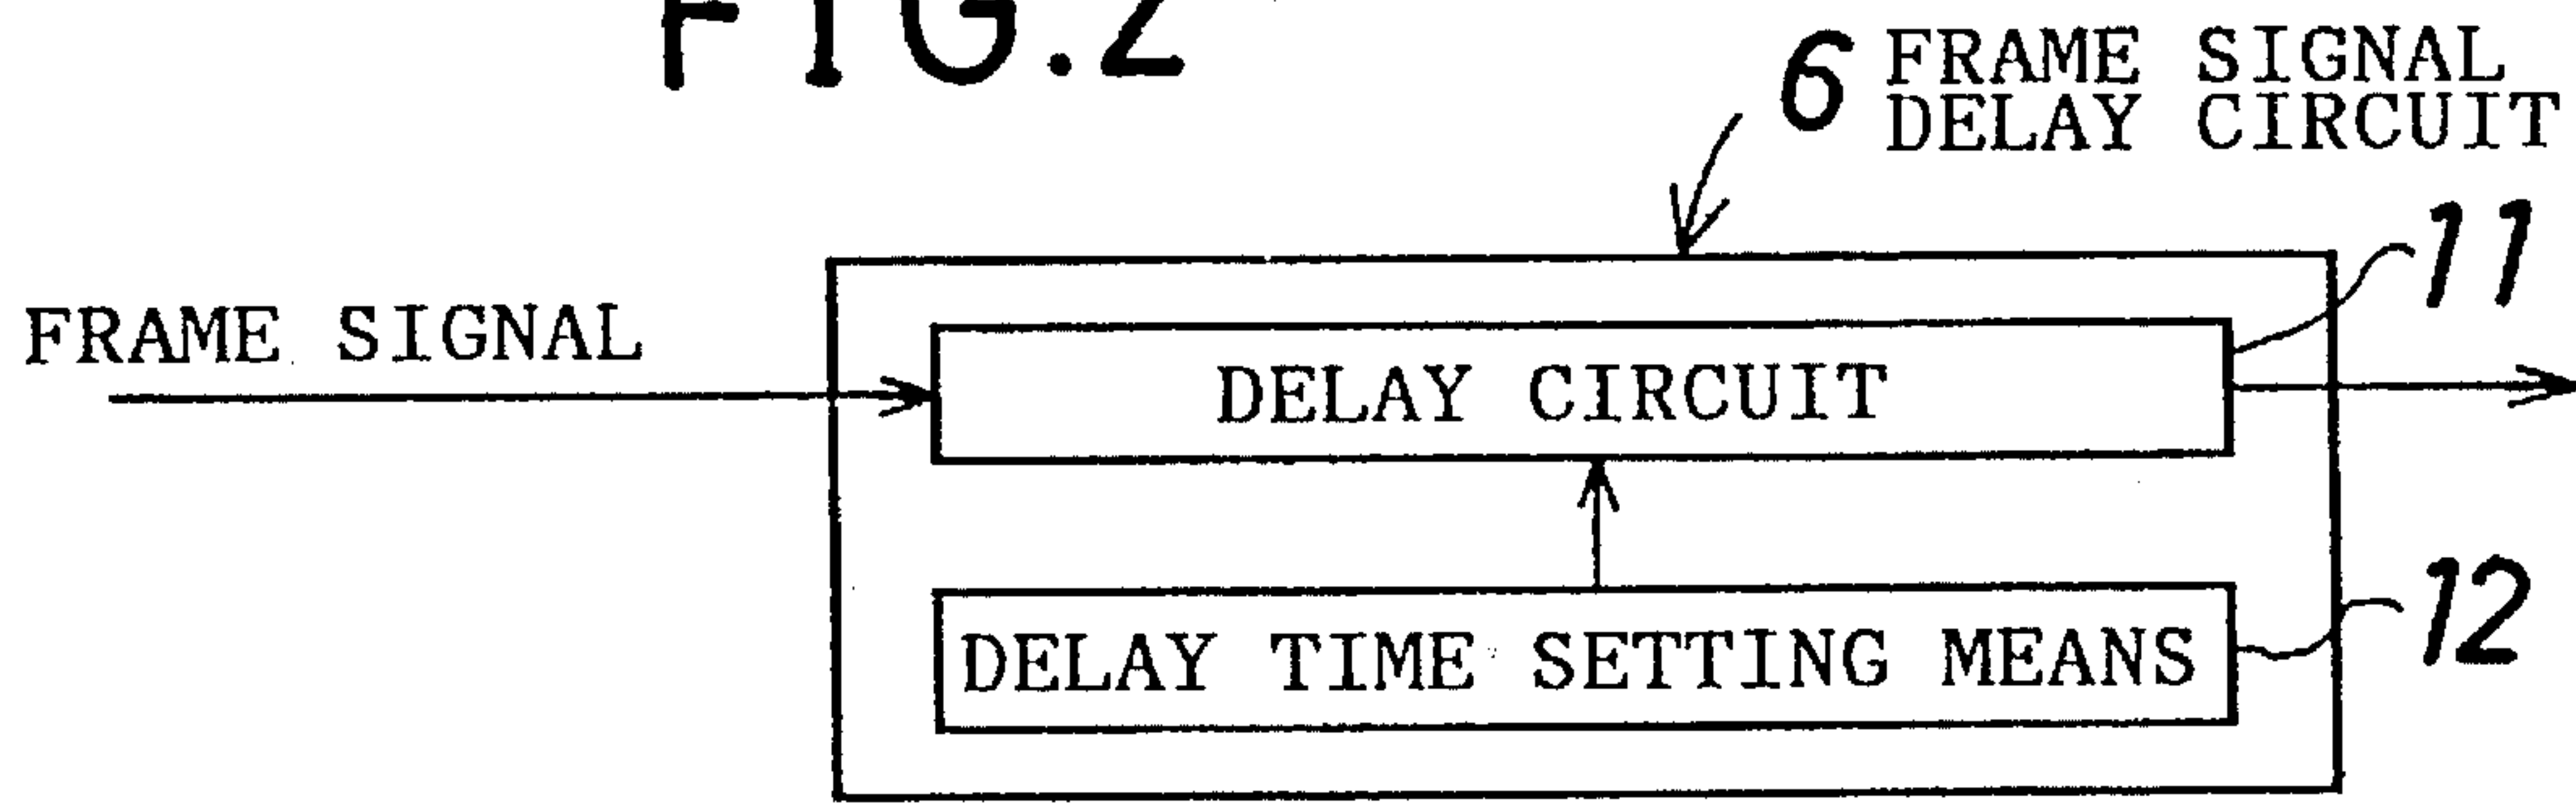 FIG.2
6 FRAME SIGNAL
DELAY CIRCUIT
11
FRAME SIGNAL
DELAY CIRCUIT
12
DELAY TIME SETTING MEANS